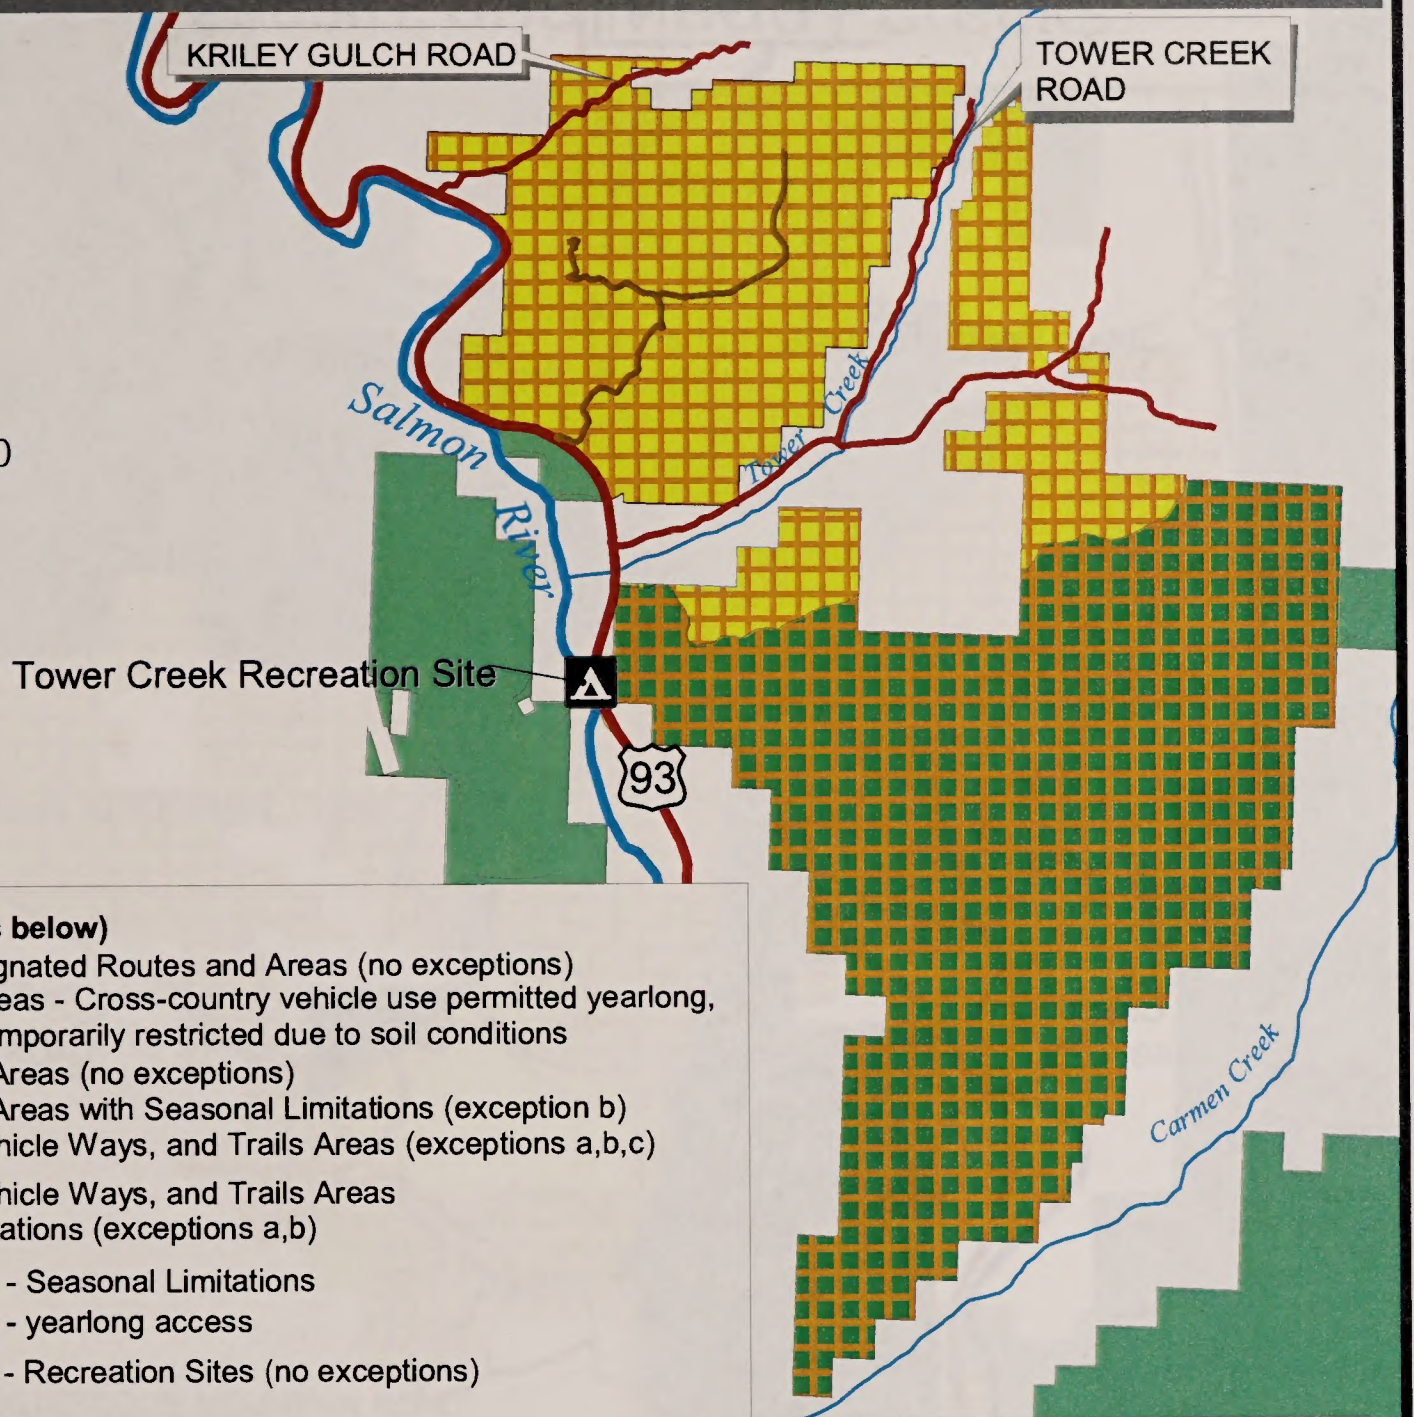 KRILEY GULCH ROAD
TOWER CREEK
ROAD
Salmon
River
Tower Creek
0
Tower Creek Recreation Site
93
Carmen Creek
below)
gnated Routes and Areas (no exceptions)
eas - Cross-country vehicle use permitted yearlong,
mporarily restricted due to soil conditions
Areas (no exceptions)
Areas with Seasonal Limitations (exception b)
hicle Ways, and Trails Areas (exceptions a,b,c)
hicle Ways, and Trails Areas
ations (exceptions a,b)
- Seasonal Limitations
- yearlong access
- Recreation Sites (no exceptions)